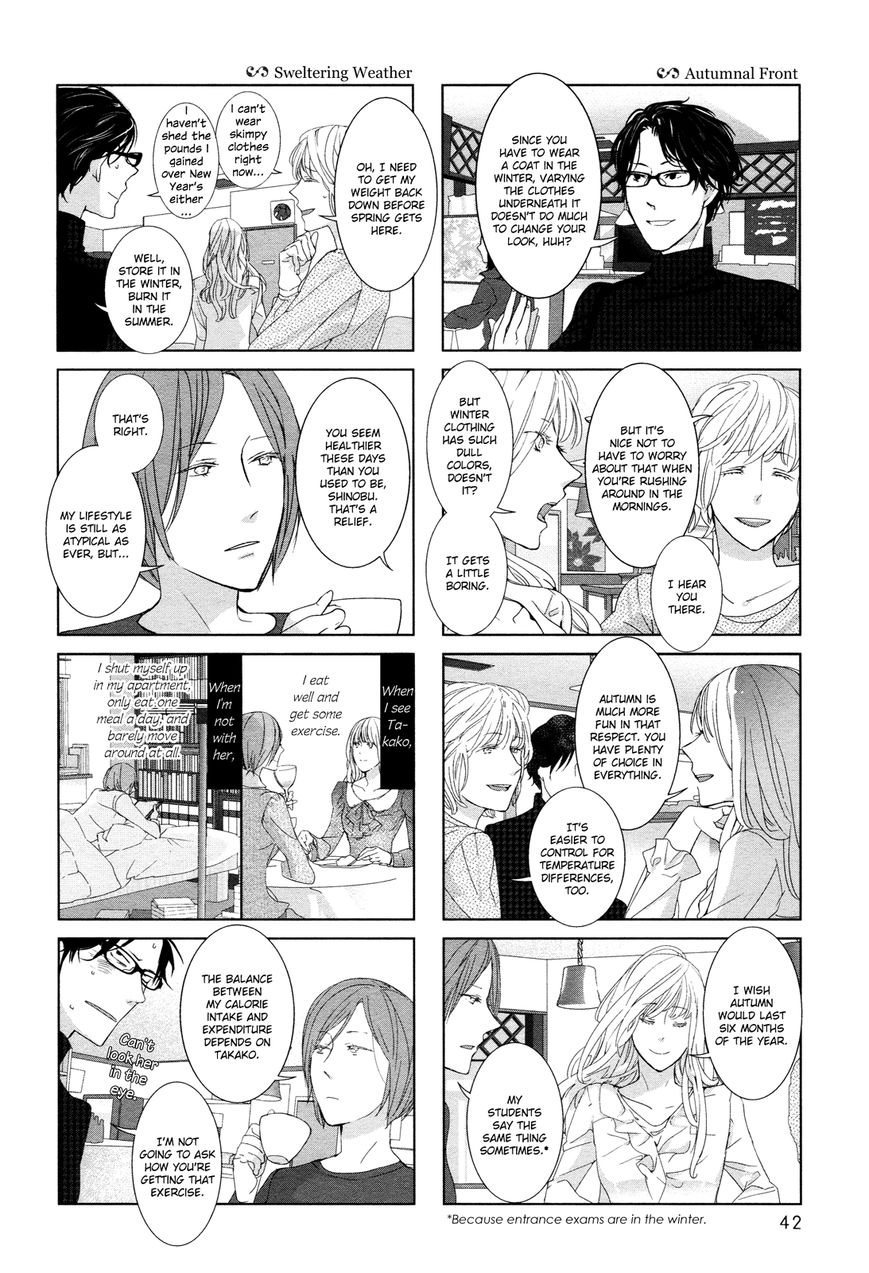 Autumnal Front
SINCE YOU
HAVE TO WEAR
A COAT IN THE
WINTER, VARYING
THE CLOTHES
UNDERNEATH IT
DOESN'T DO MUCH
TO CHANGE YOUR
LOOK, HUH?
BUT IT'S
NICE NOT TO
HAVE TO WORRY
ABOUT THAT WHEN
YOU'RE RUSHING
AROUND IN THE
MORNINGS.
I HEAR
YOU
THERE.
BUT
WINTER
CLOTHING
HAS SUCH
DULL
COLORS,
DOESN'T
IT?
IT GETS
A LITTLE
BORING.
AUTUMN IS
MUCH MORE
FUN IN THAT
RESPECT. YOU
HAVE PLENTY
OF CHOICE IN
EVERYTHING.
IT'S
EASIER TO
CONTROL FOR
TEMPERATURE
DIFFERENCES,
TOO.
I WISH
AUTUMN
WOULD LAST
SIX MONTHS
OF THE YEAR.
MY
STUDENTS
SAY THE
SAME THING
SOMETIMES.*
*Because entrance exams are in the winter.
Sweltering Weather
OH, I NEED
TO GET MY
WEIGHT BACK
DOWN BEFORE
SPRING GETS
HERE.
I can't
wear
skimpy
clothes
right
now...
I
haven't
shed the
pounds I
gained
over New
Year's
either
...
WELL,
STORE IT IN
THE WINTER,
BURN IT
IN THE
SUMMER.
YOU SEEM
HEALTHIER
THESE DAYS
THAN YOU
USED TO BE,
SHINOBU.
THAT'S A
RELIEF.
THAT'S
RIGHT.
MY LIFESTYLE
IS STILL AS
ATYPICAL AS
EVER, BUT...
When
I see
Ta-
kako,
I eat
well and
get some
exercise.
When
I'm
not
with
her,
I shut myself up
in my apartment,
only eat one
meal a day, and
barely move
around at all.
THE BALANCE
BETWEEN
MY CALORIE
INTAKE AND
EXPENDITURE
DEPENDS ON
TAKAKO.
Can't
look her
in the
eye.
I'M NOT
GOING TO ASK
HOW YOU'RE
GETTING THAT
EXERCISE.
42